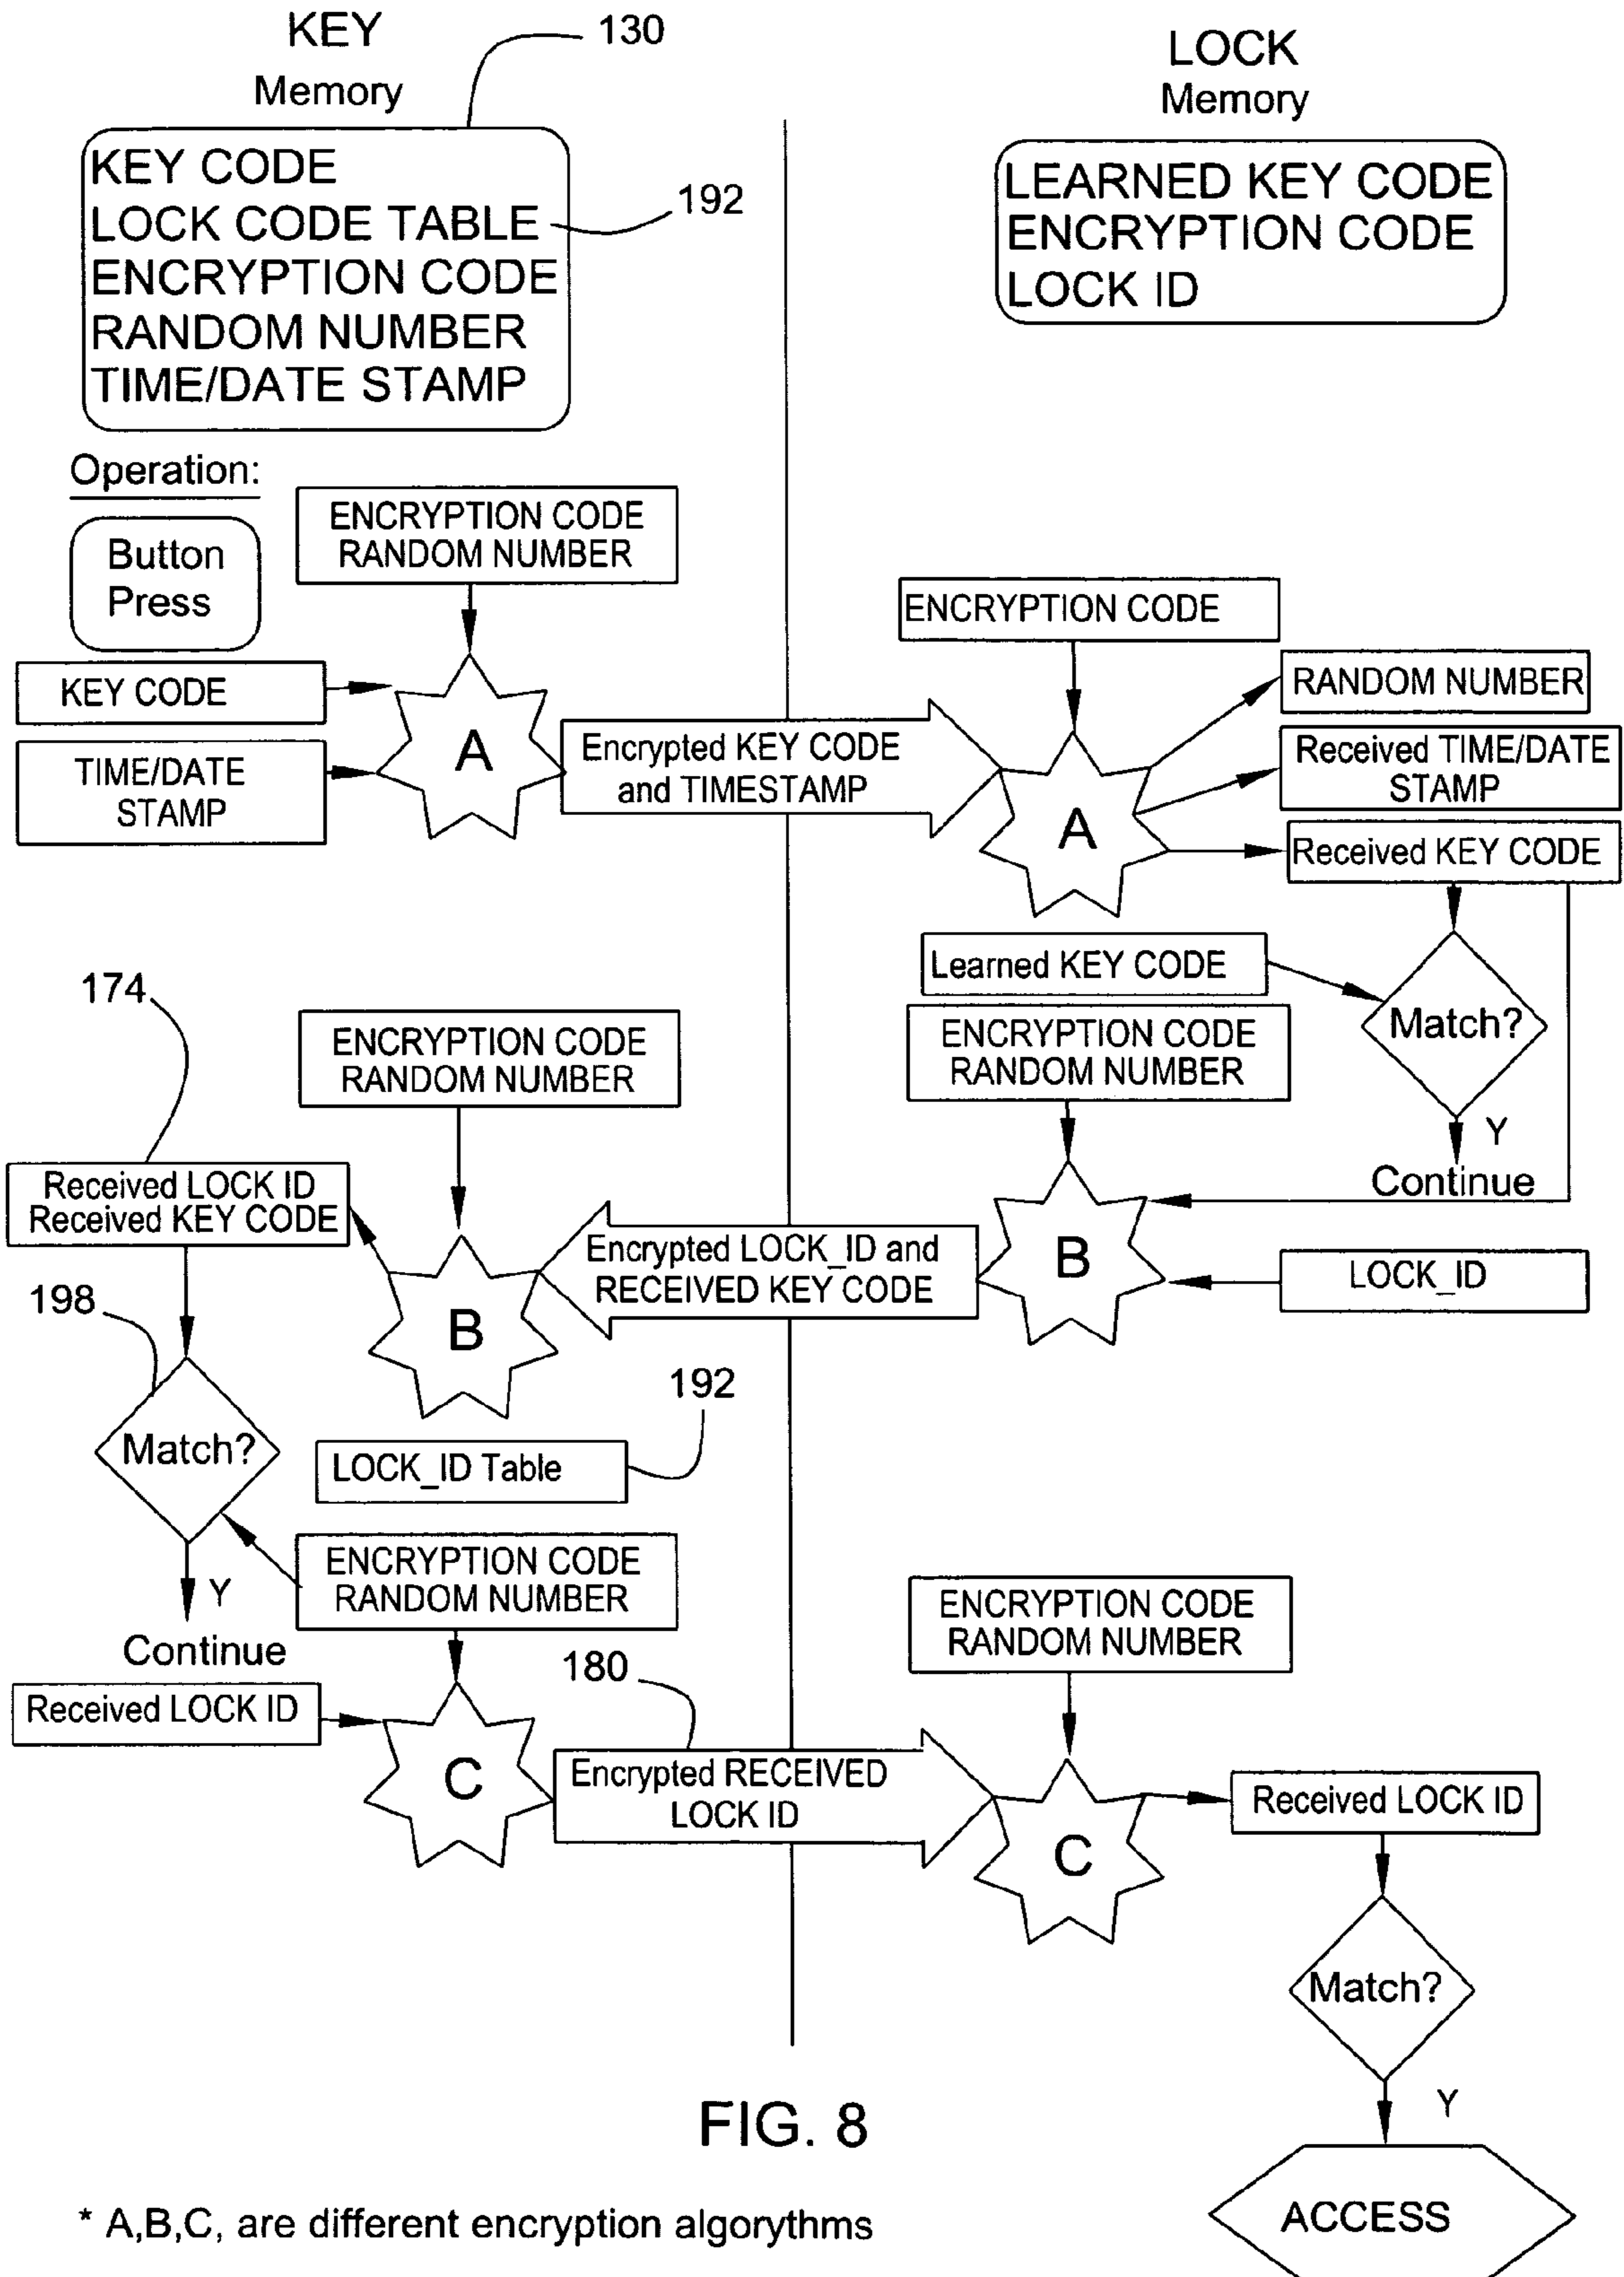 KEY
Memory
130
KEY CODE
LOCK CODE TABLE
192
ENCRYPTION CODE
RANDOM NUMBER
TIME/DATE STAMP
LOCK
Memory
LEARNED KEY CODE
ENCRYPTION CODE
LOCK ID
Operation:
Button
Press
ENCRYPTION CODE
RANDOM NUMBER
KEY CODE
TIME/DATE
STAMP
A
Encrypted KEY CODE
and TIMESTAMP
ENCRYPTION CODE
A
RANDOM NUMBER
Received TIME/DATE
STAMP
Received KEY CODE
Learned KEY CODE
Match?
Y
Continue
ENCRYPTION CODE
RANDOM NUMBER
B
LOCK_ID
Encrypted LOCK_ID and
RECEIVED KEY CODE
174
ENCRYPTION CODE
RANDOM NUMBER
B
Received LOCK ID
Received KEY CODE
198
Match?
Y
Continue
192
LOCK_ID Table
ENCRYPTION CODE
RANDOM NUMBER
Received LOCK ID
C
180
Encrypted RECEIVED
LOCK ID
ENCRYPTION CODE
RANDOM NUMBER
C
Received LOCK ID
Match?
Y
ACCESS
FIG. 8
* A,B,C, are different encryption algorythms